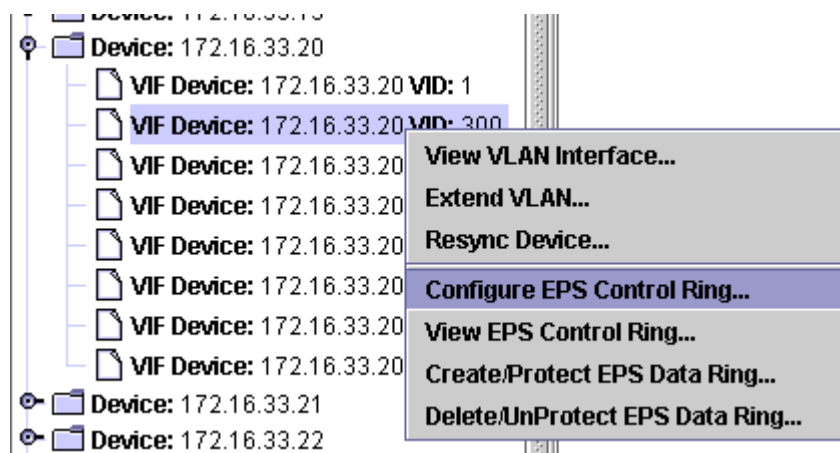 Device: 172.16.33.20
VIF Device: 172.16.33.20 VID: 1
VIF Device: 172.16.33.20 VID: 300
VIF Device: 172.16.33.20
VIF Device: 172.16.33.20
VIF Device: 172.16.33.20
VIF Device: 172.16.33.20
VIF Device: 172.16.33.20
VIF Device: 172.16.33.20
Device: 172.16.33.21
Device: 172.16.33.22
View VLAN Interface...
Extend VLAN...
Resync Device...
Configure EPS Control Ring...
View EPS Control Ring...
Create/Protect EPS Data Ring...
Delete/UnProtect EPS Data Ring...